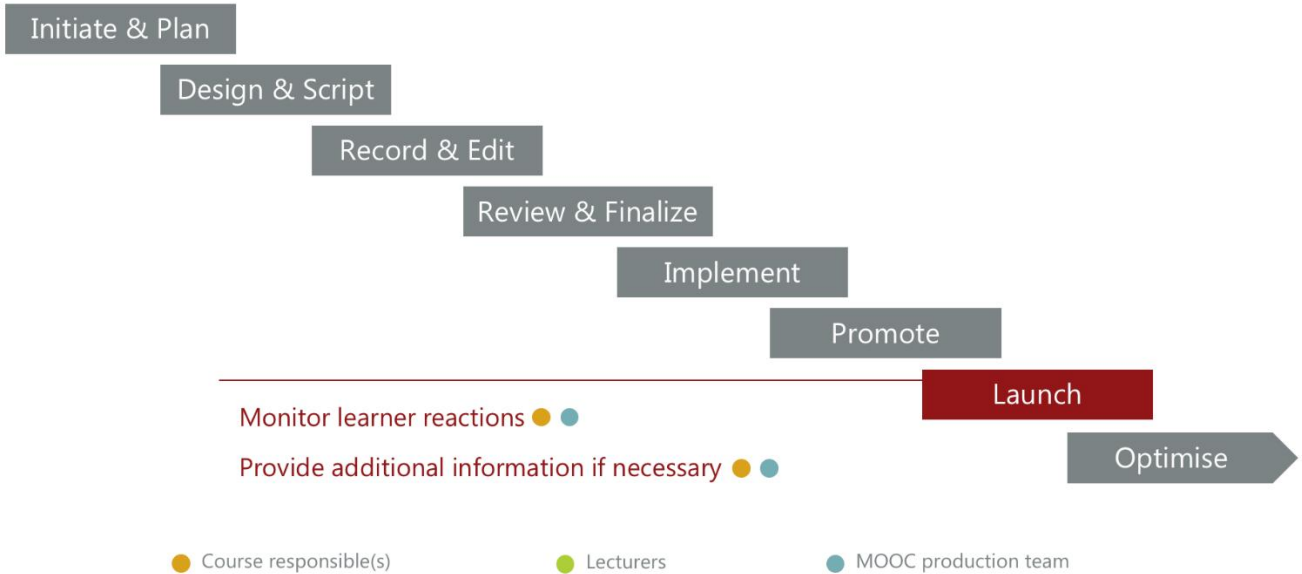 Initiate & Plan
Design & Script
Record & Edit
Review & Finalize
Implement
Promote
Launch
Monitor learner reactions
Provide additional information if necessary
Optimise
Course responsible(s)
Lecturers
MOOC production team